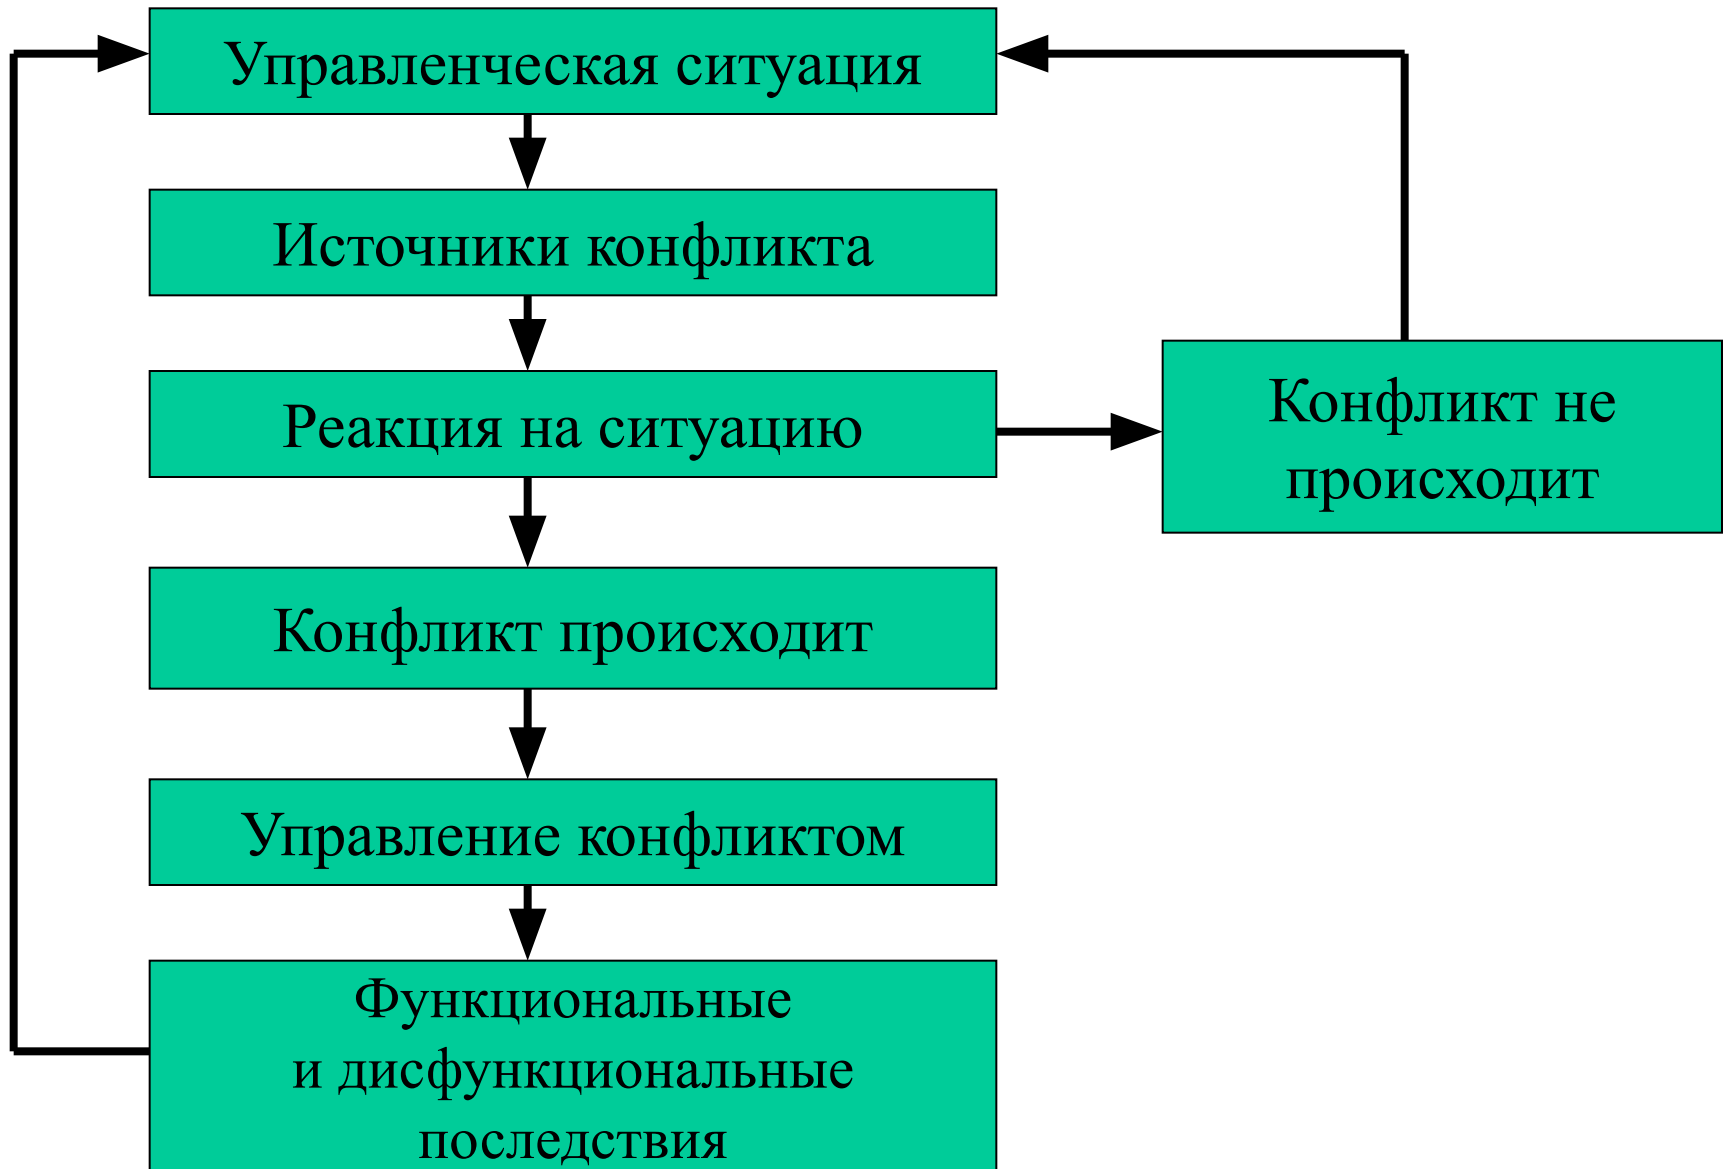 Управленческая ситуация
Источники конфликта
Реакция на ситуацию
Конфликт не
происходит
Конфликт происходит
Управление конфликтом
Функциональные
и дисфункциональные
последствия